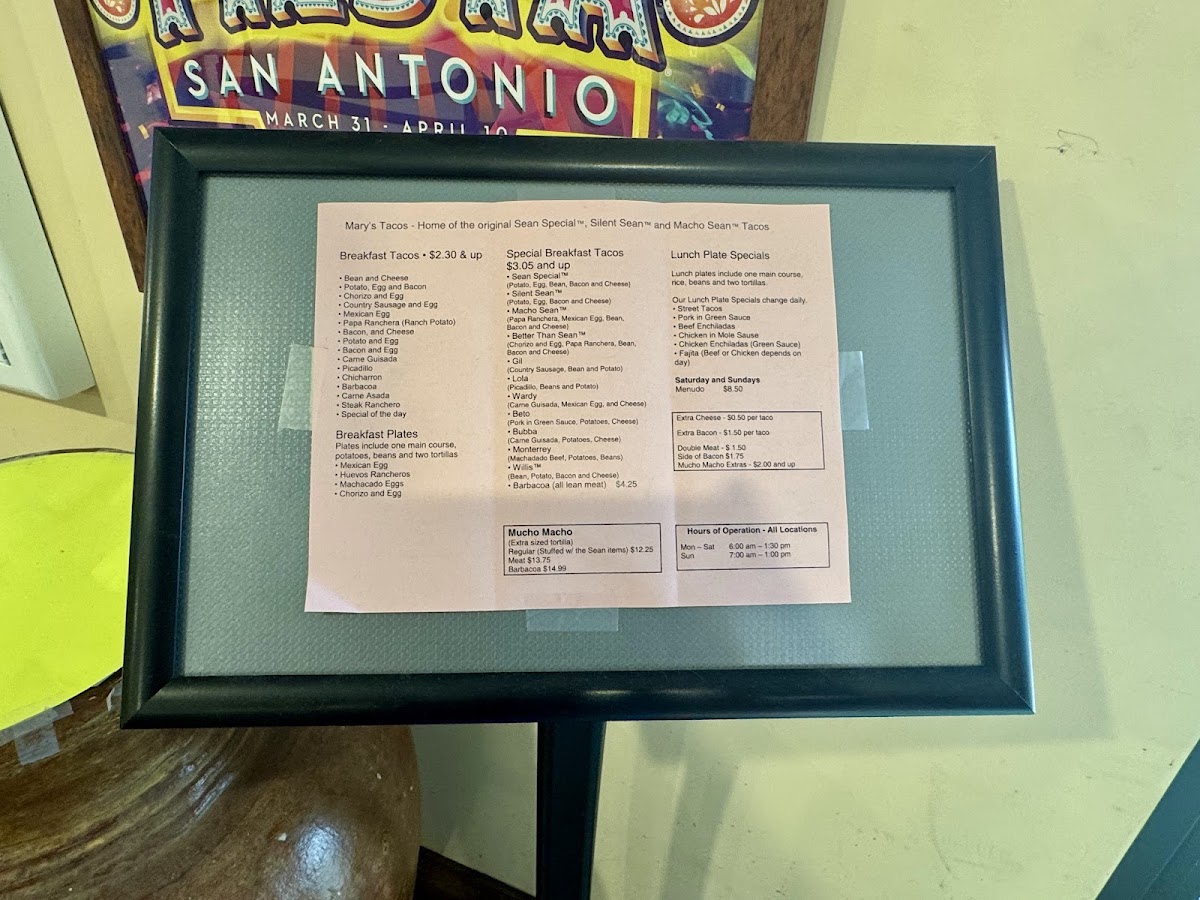 SAN ANTONIO
MARCH 31 - APRIL 10
Mary's Tacos - Home of the original Sean Special™, Silent Sean™ and Macho Sean™ Tacos
Breakfast Tacos • $2.30 & up
• Bean and Cheese
• Potato, Egg and Bacon
• Chorizo and Egg
• Country Sausage and Egg
• Mexican Egg
• Papa Ranchera (Ranch Potato)
• Bacon, and Cheese
• Potato and Egg
• Bacon and Egg
• Carne Guisada
• Picadillo
• Chicharron
• Barbacoa
• Carne Asada
• Steak Ranchero
• Special of the day
Breakfast Plates
Plates include one main course,
potatoes, beans and two tortillas
• Mexican Egg
• Huevos Rancheros
• Machacado Eggs
• Chorizo and Egg
Special Breakfast Tacos
$3.05 and up
• Sean Special™
(Potato, Egg, Bean, Bacon and Cheese)
• Silent Sean™
(Potato, Egg, Bacon and Cheese)
• Macho Sean™
(Papa Ranchera, Mexican Egg, Bean,
Bacon and Cheese)
• Better Than Sean™
(Chorizo and Egg, Papa Ranchera, Bean,
Bacon and Cheese)
• Gil
(Country Sausage, Bean and Potato)
• Lola
(Picadillo, Beans and Potato)
• Wardy
(Carne Guisada, Mexican Egg, and Cheese)
• Beto
(Pork in Green Sauce, Potatoes, Cheese)
• Bubba
(Carne Guisada, Potatoes, Cheese)
• Monterrey
(Machadado Beef, Potatoes, Beans)
• Willis™
(Bean, Potato, Bacon and Cheese)
• Barbacoa (all lean meat) $4.25
Mucho Macho
(Extra sized tortilla)
Regular (Stuffed w/ the Sean items) $12.25
Meat $13.75
Barbacoa $14.99
Lunch Plate Specials
Lunch plates include one main course,
rice, beans and two tortillas.
Our Lunch Plate Specials change daily.
• Street Tacos
• Pork in Green Sauce
• Beef Enchiladas
• Chicken in Mole Sause
• Chicken Enchiladas (Green Sauce)
• Fajita (Beef or Chicken depends on
day)
Saturday and Sundays
Menudo $8.50
Extra Cheese - $0.50 per taco
Extra Bacon - $1.50 per taco
Double Meat - $ 1.50
Side of Bacon $1.75
Mucho Macho Extras - $2.00 and up
Hours of Operation - All Locations
Mon – Sat 6:00 am – 1:30 pm
Sun 7:00 am – 1:00 pm